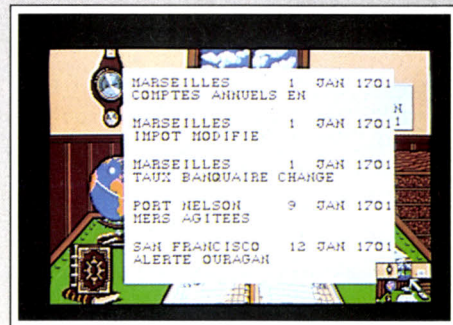 MARSEILLES 1 JAN 1701
COMPTES ANNUELS EN
MARSEILLES 1 JAN 1701
IMPOT MODIFIE
MARSEILLES 1 JAN 1701
TAUX BANQUAIRE CHANGE
PORT NELSON 9 JAN 1701
MERS AGITEES
SAN FRANCISCO 12 JAN 1701
ALERTE OURAGAN
N
1